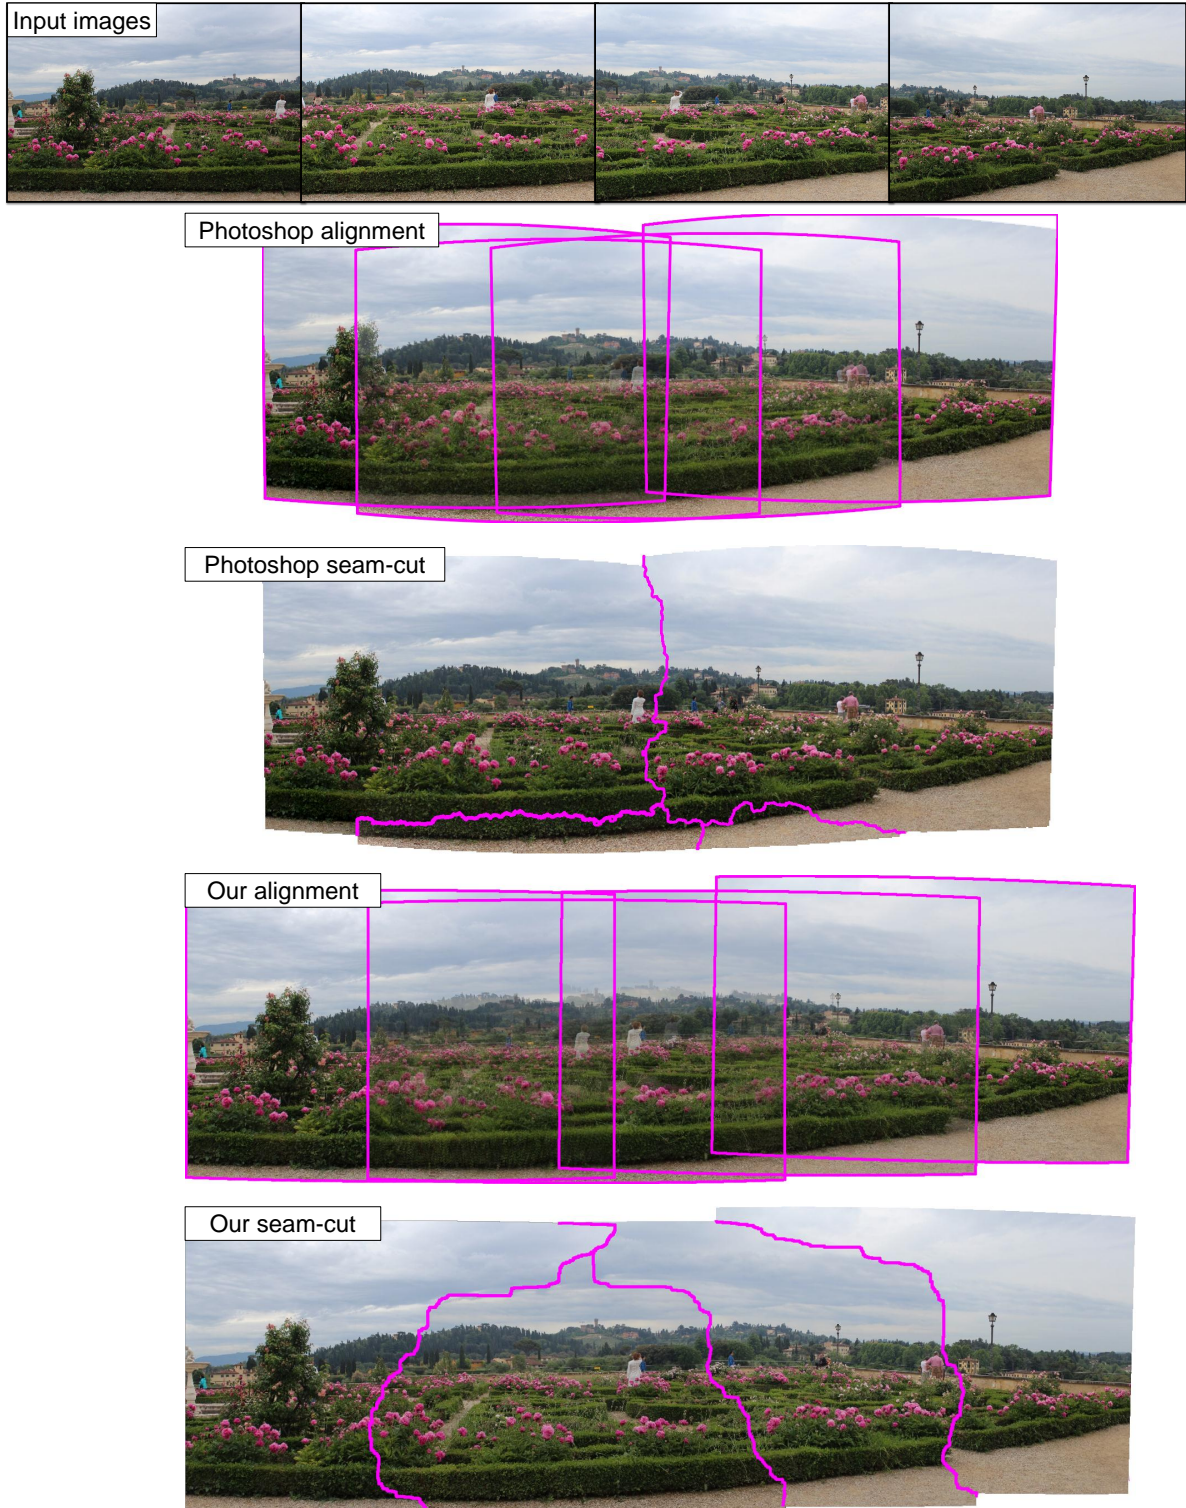 Input images
Photoshop alignment
Photoshop seam-cut
Our alignment
Our seam-cut